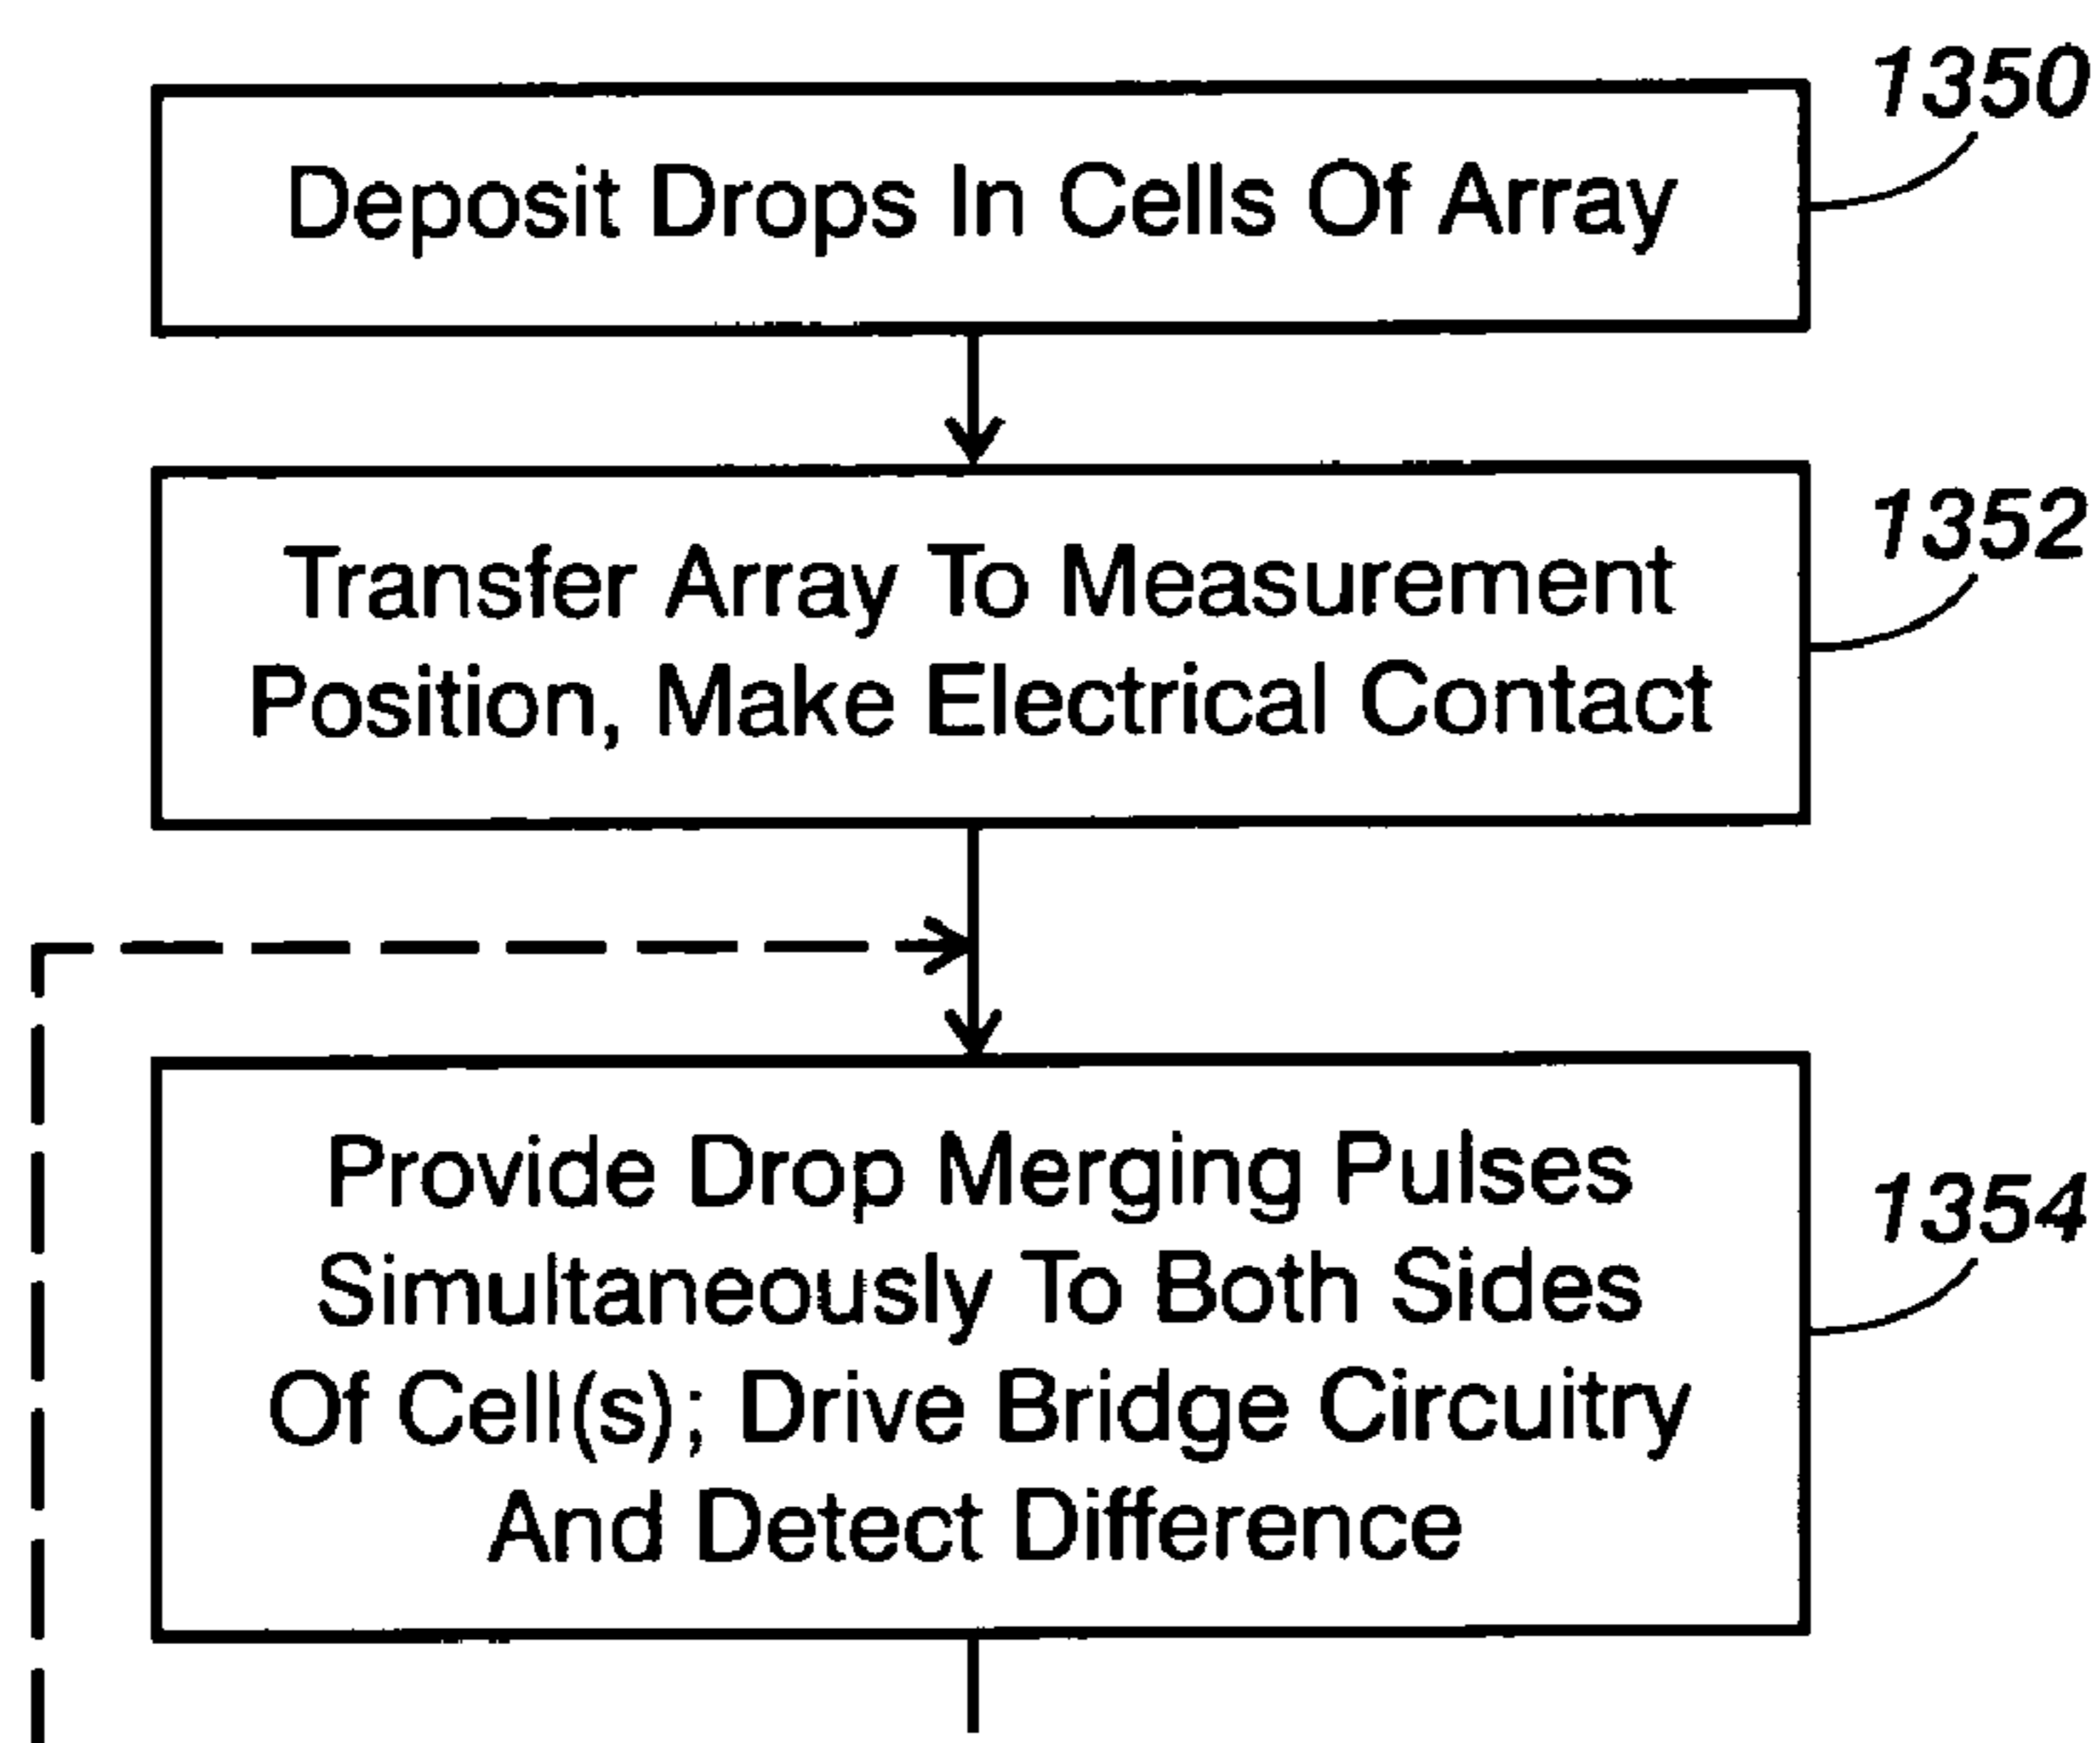 1350
Deposit Drops In Cells Of Array
1352
Transfer Array To Measurement
Position, Make Electrical Contact
1354
Provide Drop Merging Pulses
Simultaneously To Both Sides
Of Cell(s); Drive Bridge Circuitry
And Detect Difference